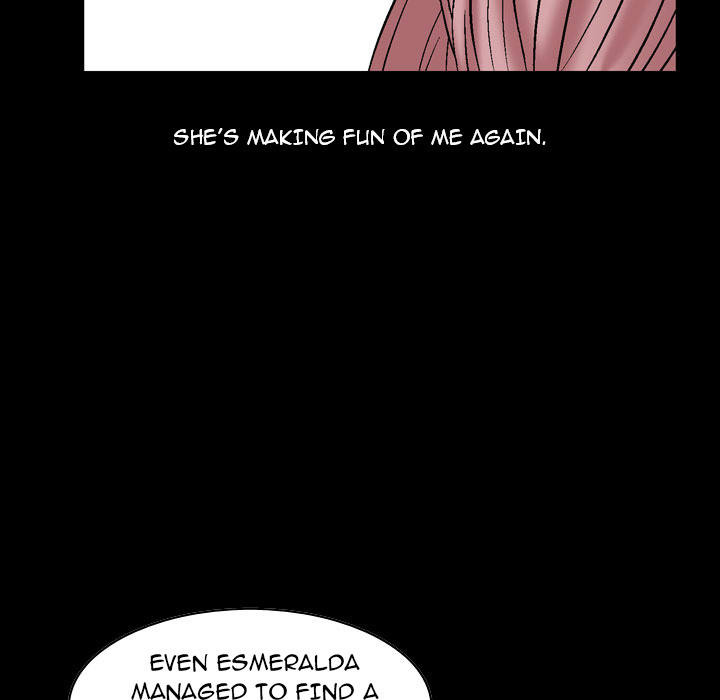 SHE'S MAKING FUN OF ME AGAIN.
EVEN ESMERALDA
MANAGED TO FIND A